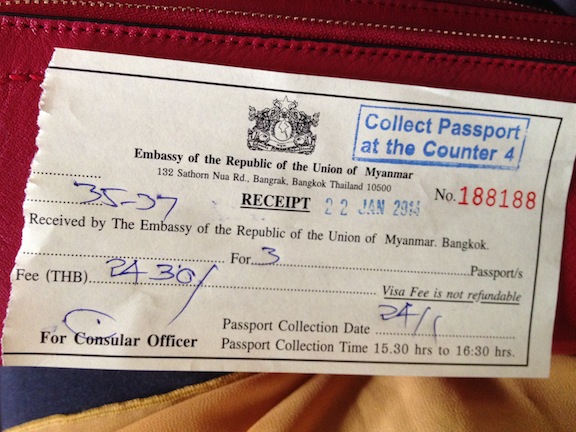 Collect Passport
at the Counter 4
Embassy of the Republic of the Union of Myanmar
132 Sathorn Nua Rd., Bangrak, Bangkok Thailand 10500
35-37
RECEIPT 22 JAN No. 188188
Received by The Embassy of the Republic of the Union of Myanmar. Bangkok.
For 3 Passport/s
Fee (THB) 2430/
Visa Fee is not refundable
Passport Collection Date 24/1
For Consular Officer
Passport Collection Time 15.30 hrs to 16:30 hrs.